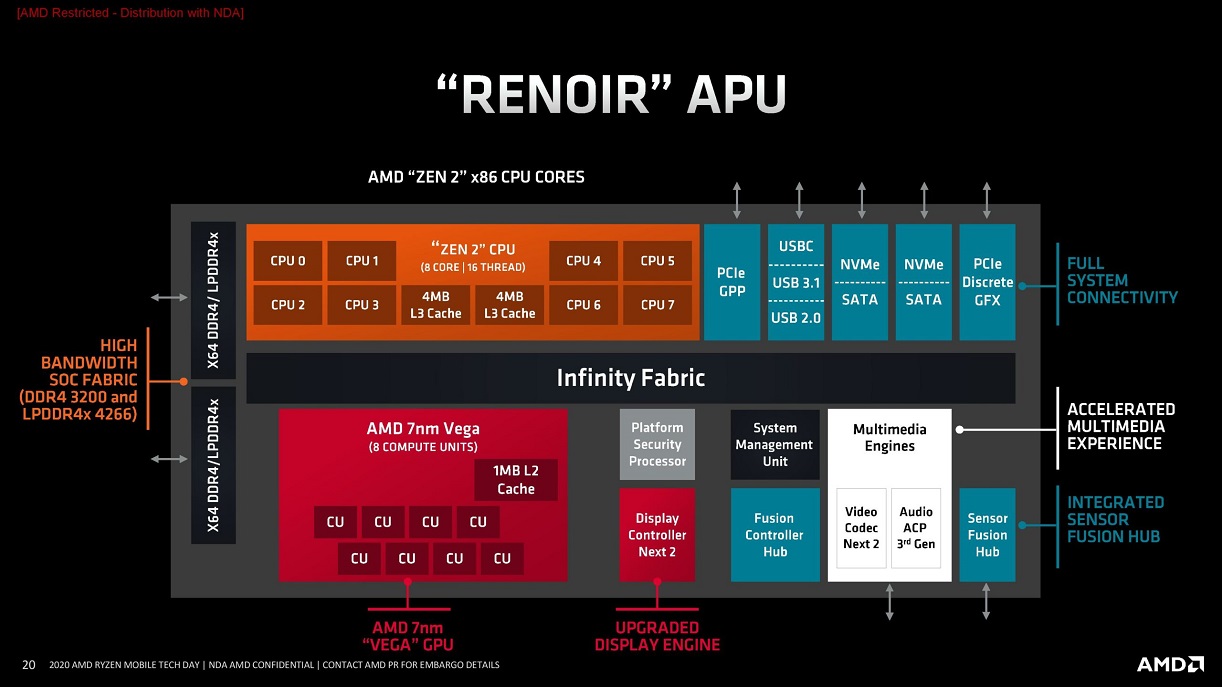 [AMD Restricted - Distribution with NDA]
“RENOIR” APU
AMD “ZEN 2” x86 CPU CORES
X64 DDR4/ LPDDR4x
X64 DDR4/LPDDR4x
“ZEN 2” CPU
(8 CORE | 16 THREAD)
CPU 0
CPU 1
CPU 4
CPU 5
CPU 2
CPU 3
4MB
L3 Cache
4MB
L3 Cache
CPU 6
CPU 7
PCIe
GPP
USBC
USB 3.1
USB 2.0
NVMe
SATA
NVMe
SATA
PCIe
Discrete
GFX
FULL
SYSTEM
CONNECTIVITY
HIGH
BANDWIDTH
SOC FABRIC
(DDR4 3200 and
LPDDR4x 4266)
Infinity Fabric
AMD 7nm Vega
(8 COMPUTE UNITS)
1MB L2
Cache
CU
CU
CU
CU
CU
CU
CU
CU
Platform
Security
Processor
Display
Controller
Next 2
System
Management
Unit
Fusion
Controller
Hub
Multimedia
Engines
Video
Codec
Next 2
Audio
ACP
3rd Gen
Sensor
Fusion
Hub
ACCELERATED
MULTIMEDIA
EXPERIENCE
INTEGRATED
SENSOR
FUSION HUB
AMD 7nm
“VEGA” GPU
UPGRADED
DISPLAY ENGINE
20 2020 AMD RYZEN MOBILE TECH DAY | NDA AMD CONFIDENTIAL | CONTACT AMD PR FOR EMBARGO DETAILS
AMD